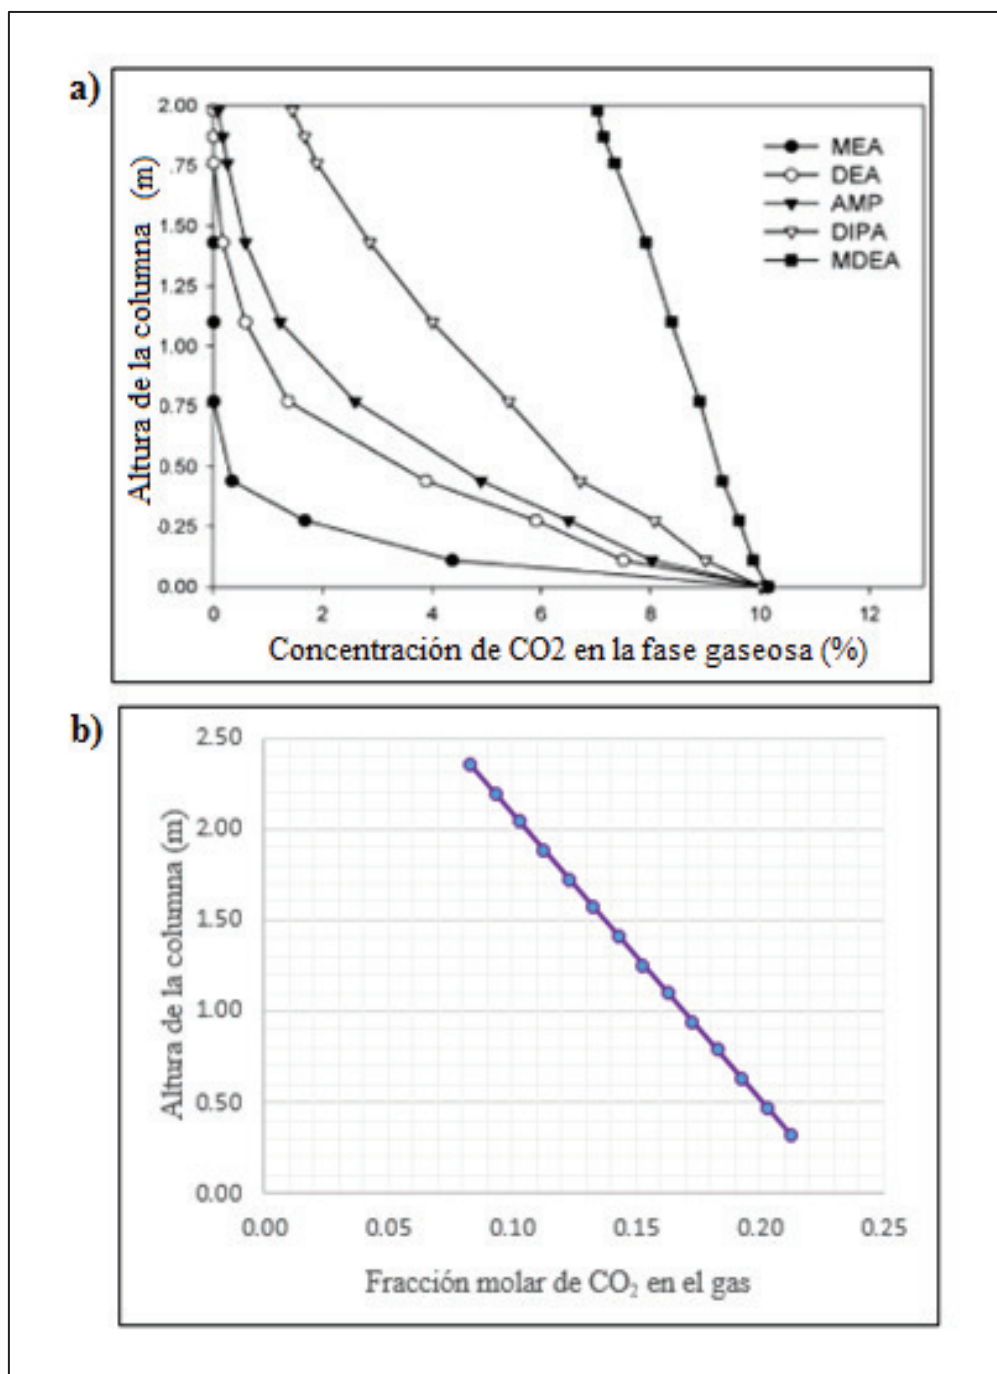 a)
Altura de la columna (m)
2.00
.75
1.50
1.25
1.00
0.75
0.50
0.25
0.00
0 2 4 6 8 10 12
MEA
DEA
AMP
DIPA
MDEA
Concentración de CO2 en la fase gaseosa (%)
b)
Altura de la columna (m)
2.50
2.00
1.50
1.00
0.50
0.00
0.00 0.05 0.10 0.15 0.20 0.25
Fracción molar de CO₂ en el gas